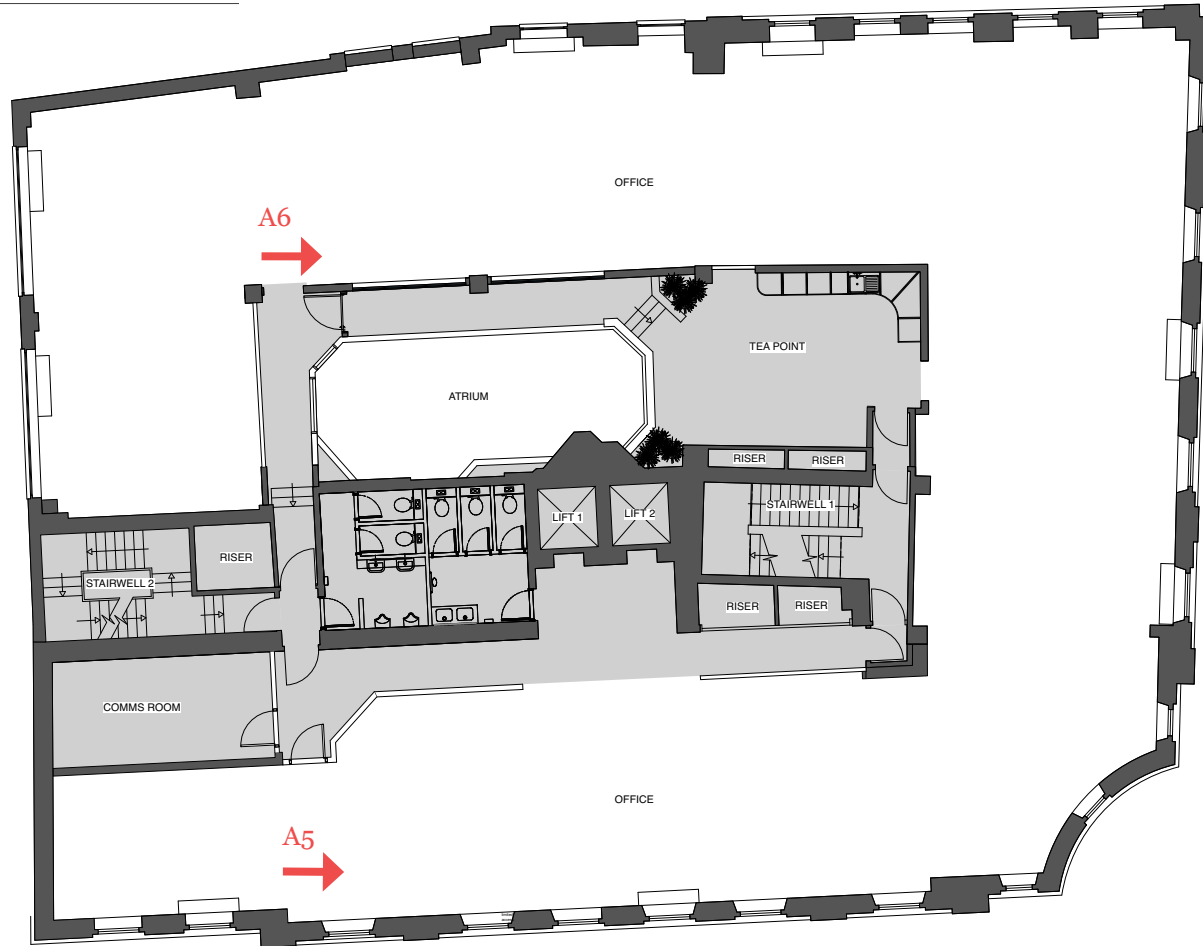 OFFICE
A6
TEA POINT
ATRIUM
RISER
RISER
STAIRWELL 1
LIFT 1
LIFT 2
RISER
STAIRWELL 2
RISER
RISER
COMMS ROOM
OFFICE
A5